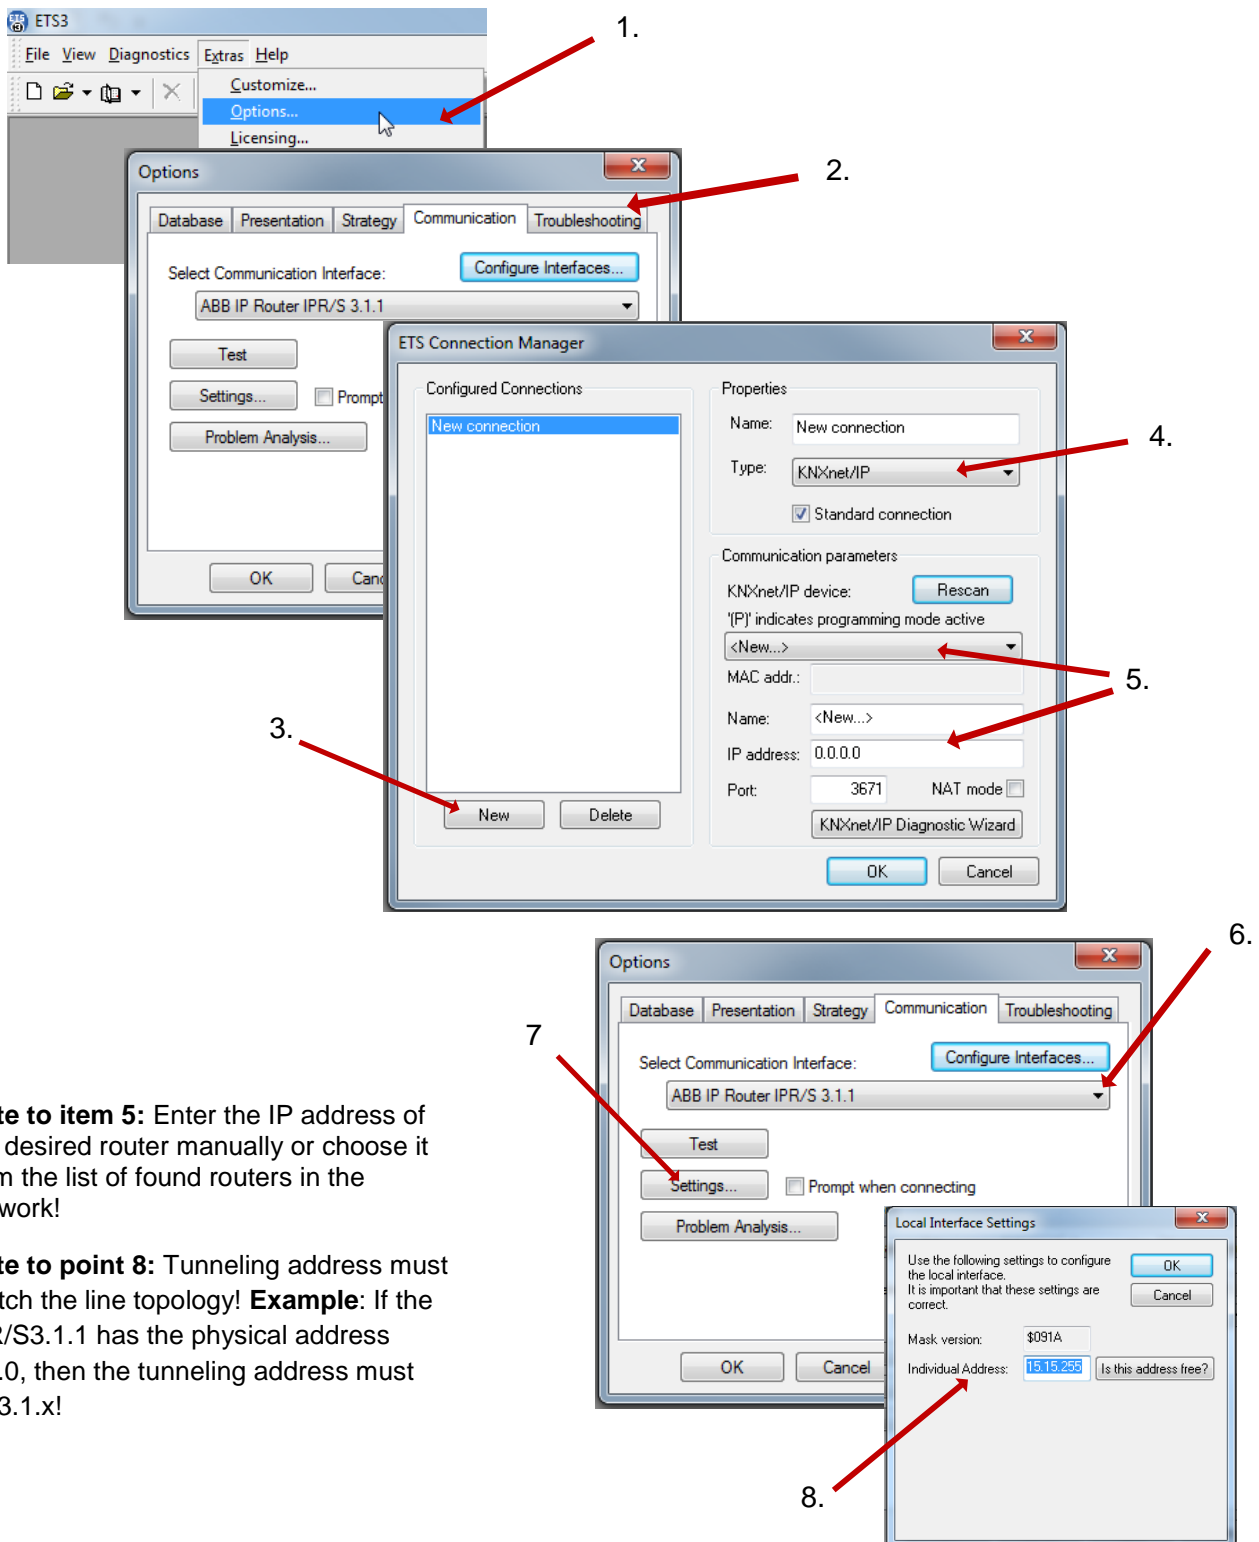 ETS3
1.
File View Diagnostics Extras Help
Customize...
Options...
Licensing...
Options
2.
Database Presentation Strategy Communication Troubleshooting
Select Communication Interface: Configure Interfaces...
ABB IP Router IPR/S 3.1.1
Test
Settings... Prompt
Problem Analysis...
OK
ETS Connection Manager
Configured Connections
New connection
3.
New Delete
Properties
Name: New connection
4.
Type: KNXnet/IP
Standard connection
Communication parameters
KNXnet/IP device: Rescan
'(P)' indicates programming mode active
<New...>
MAC addr.:
5.
Name: <New...>
IP address: 0.0.0.0
Port: 3671 NAT mode
KNXnet/IP Diagnostic Wizard
OK Cancel
6.
Options
Database Presentation Strategy Communication Troubleshooting
7
Select Communication Interface: Configure Interfaces...
ABB IP Router IPR/S 3.1.1
Test
Settings... Prompt when connecting
Problem Analysis...
OK Cancel
Local Interface Settings
Use the following settings to configure
the local interface.
It is important that these settings are
correct.
OK
Cancel
Mask version: $091A
Individual Address: 15.15.255 Is this address free?
8.
to item 5: Enter the IP address of
desired router manually or choose it
the list of found routers in the
work!
to point 8: Tunneling address must
the line topology! Example: If the
/S3.1.1 has the physical address
.0, then the tunneling address must
3.1.x!